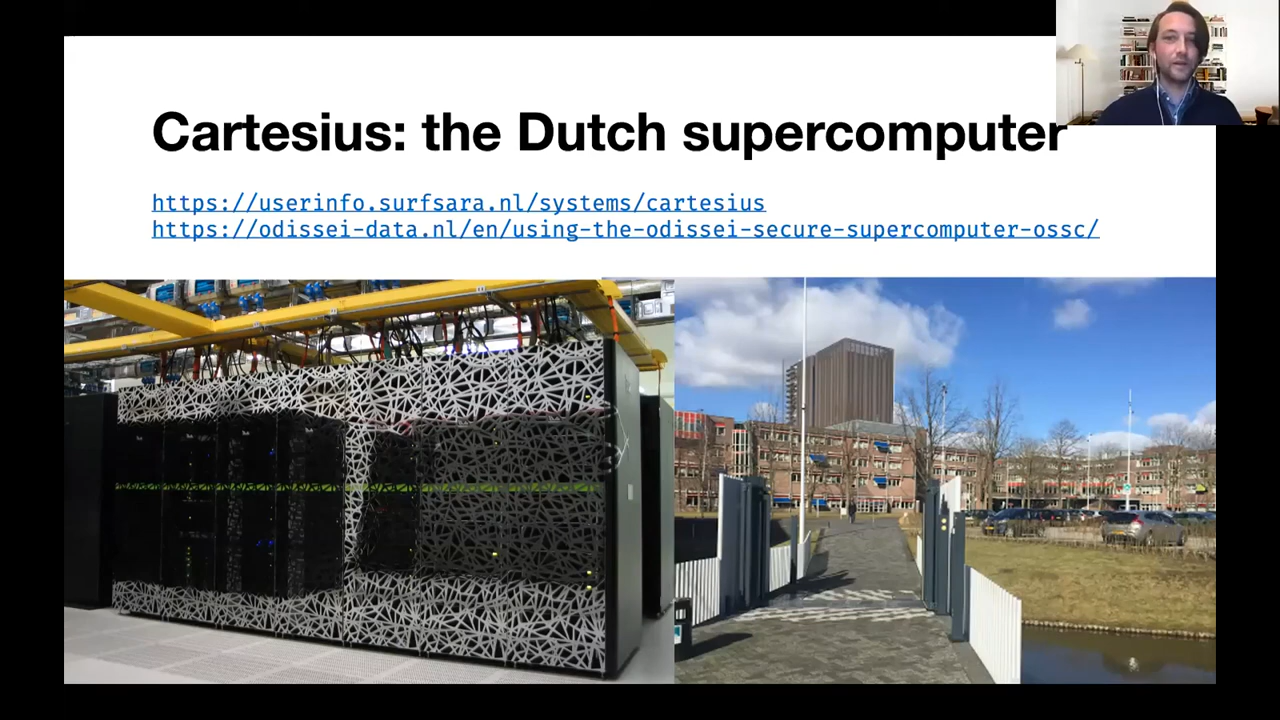 Cartesius: the Dutch supercomputer
https://userinfo.surfsara.nl/systems/cartesius
https://odissei-data.nl/en/using-the-odissei-secure-supercomputer-ossc/